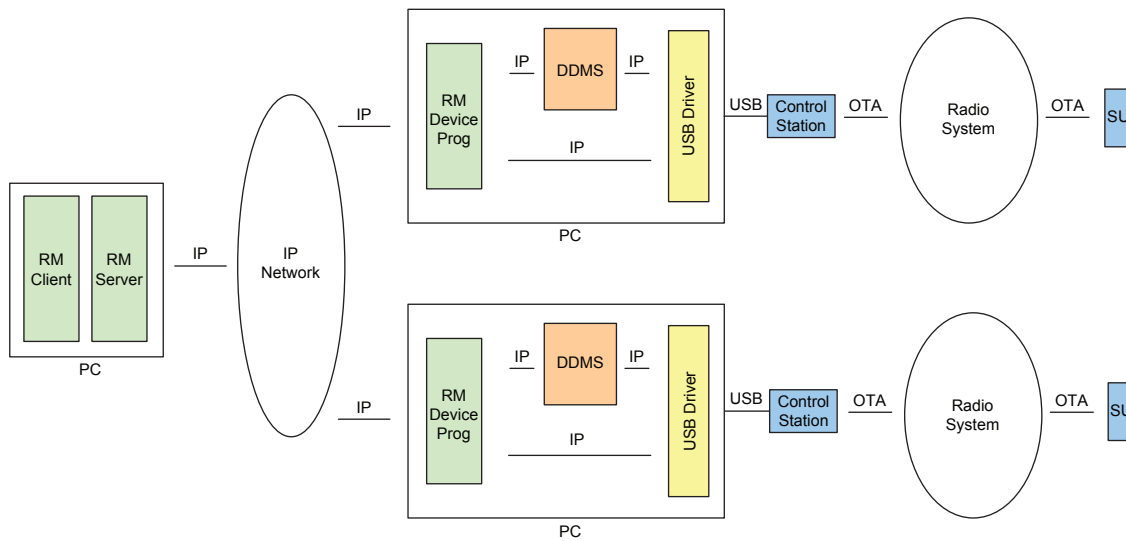 RM
Client
RM
Server
PC
IP
IP
Network
IP
RM
Device
Prog
IP
DDMS
IP
IP
USB Driver
PC
USB
Control
Station
OTA
Radio
System
OTA
SU
IP
RM
Device
Prog
IP
DDMS
IP
IP
USB Driver
PC
USB
Control
Station
OTA
Radio
System
OTA
SU